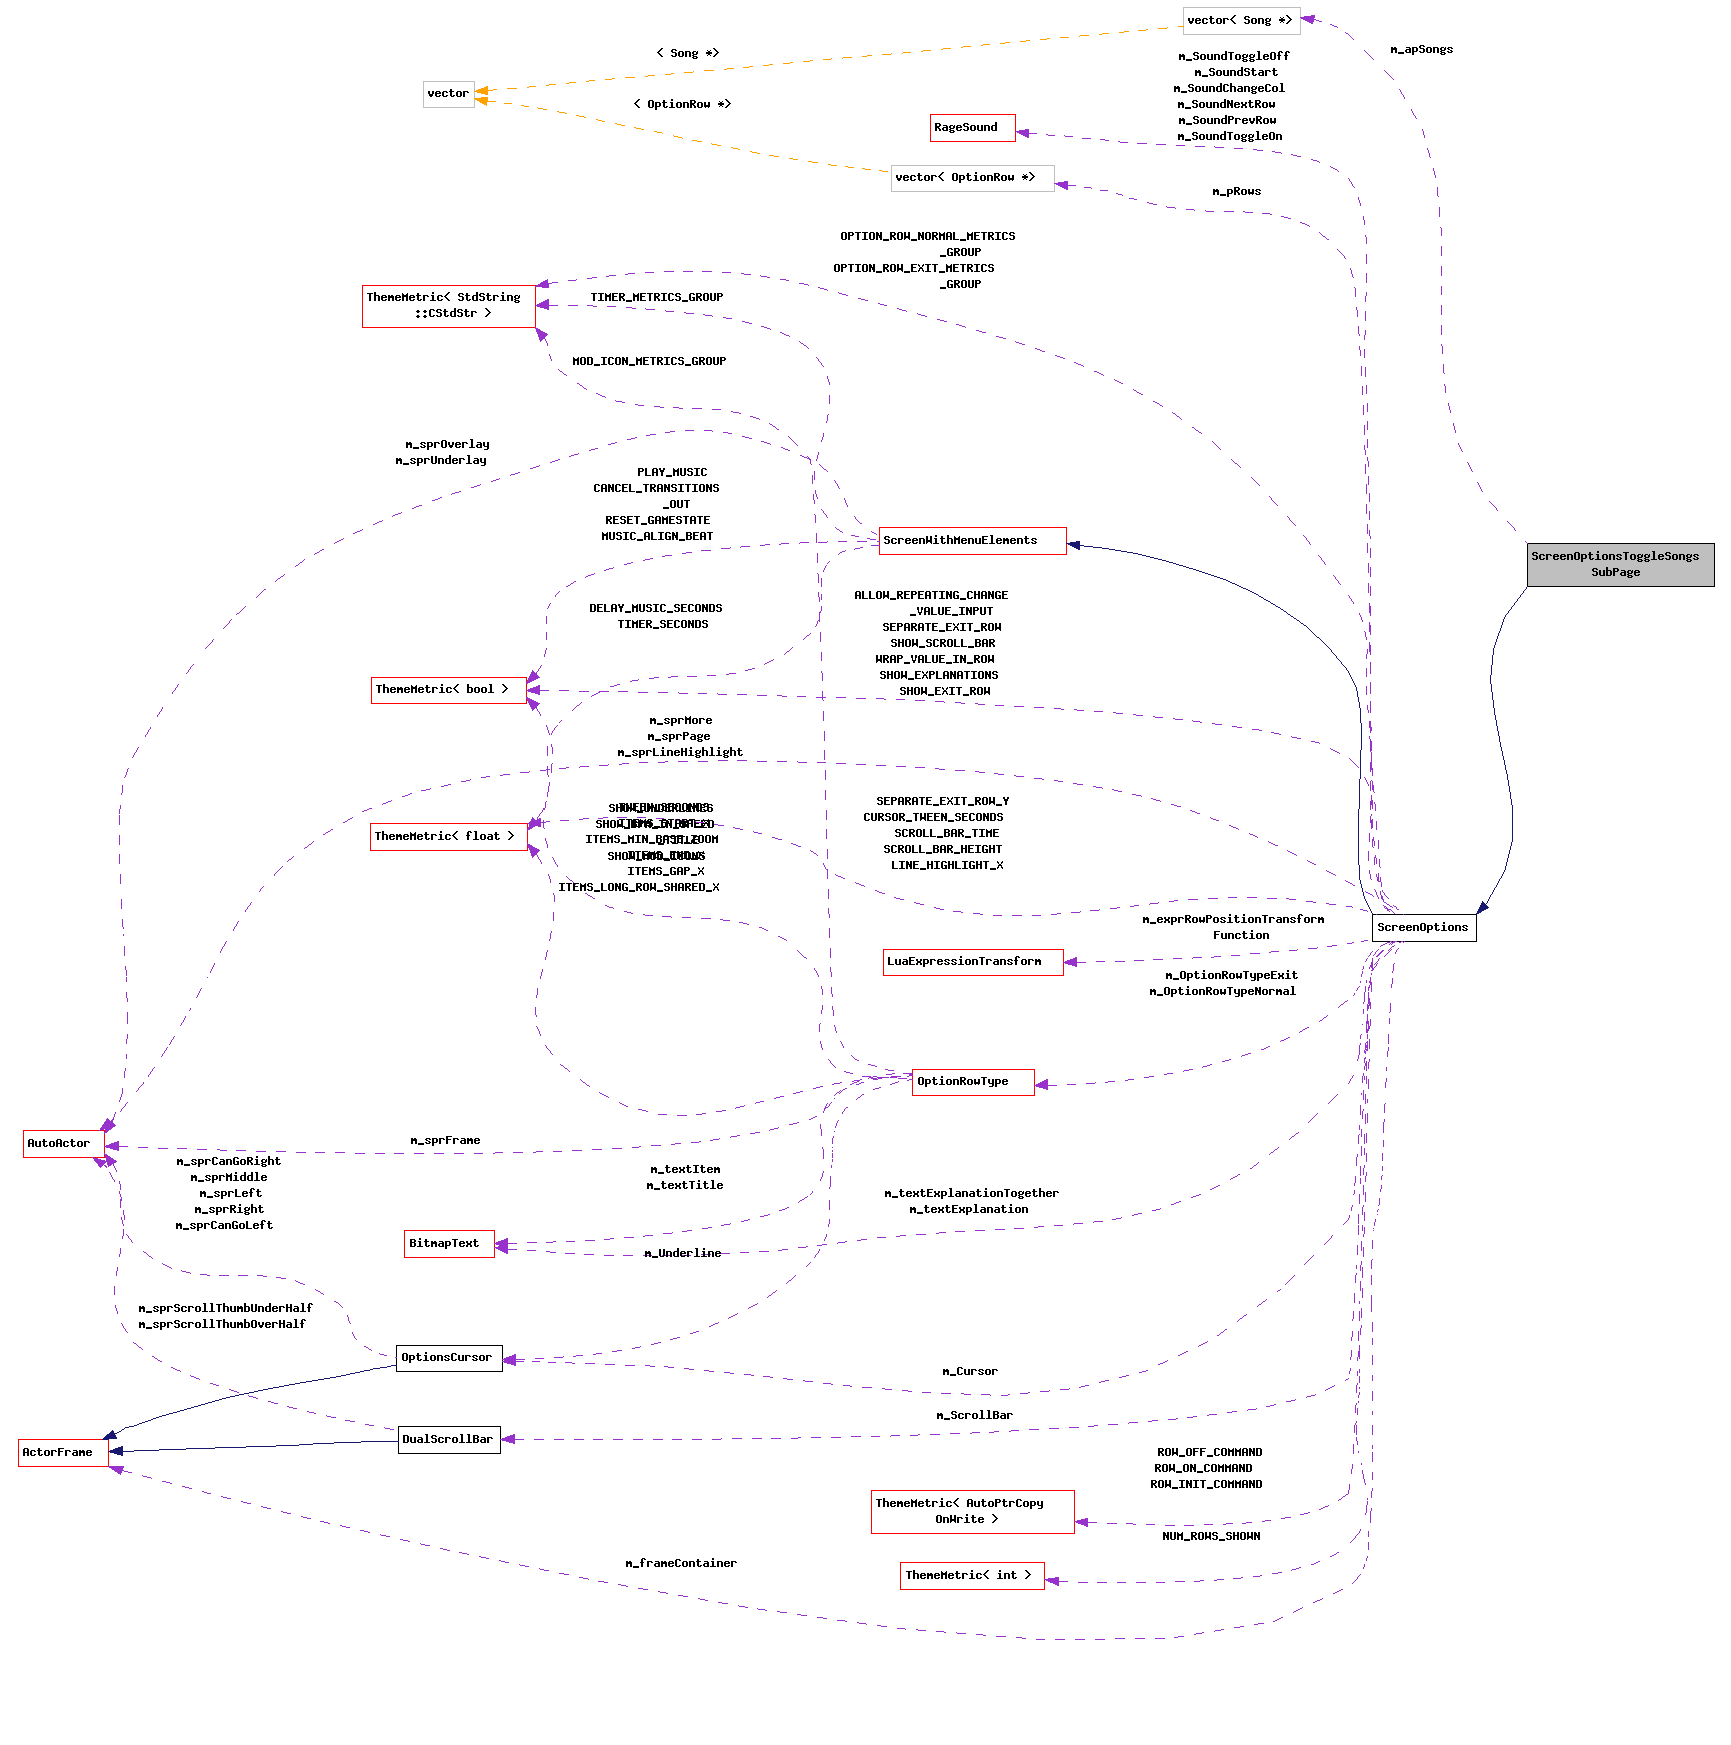 vector< Song *>
m_apSongs
< Song *>
m_SoundToggleOff
m_SoundStart
m_SoundChangeCol
m_SoundNextRow
m_SoundPrevRow
m_SoundToggleOn
vector
< OptionRow *>
RageSound
vector< OptionRow *>
m_pRows
OPTION_ROW_NORMAL_METRICS
_GROUP
OPTION_ROW_EXIT_METRICS
_GROUP
ThemeMetric< StdString
::CStdStr >
TIMER_METRICS_GROUP
MOD_ICON_METRICS_GROUP
m_sprOverlay
m_sprUnderlay
PLAY_MUSIC
CANCEL_TRANSITIONS
_OUT
RESET_GAMESTATE
MUSIC_ALIGN_BEAT
ScreenWithMenuElements
ScreenOptionsToggleSongs
SubPage
DELAY_MUSIC_SECONDS
TIMER_SECONDS
ALLOW_REPEATING_CHANGE
_VALUE_INPUT
SEPARATE_EXIT_ROW
SHOW_SCROLL_BAR
WRAP_VALUE_IN_ROW
SHOW_EXPLANATIONS
SHOW_EXIT_ROW
ThemeMetric< bool >
m_sprMore
m_sprPage
m_sprLineHighlight
SEPARATE_EXIT_ROW_Y
CURSOR_TWEEN_SECONDS
SCROLL_BAR_TIME
SCROLL_BAR_HEIGHT
LINE_HIGHLIGHT_X
ThemeMetric< float >
ITEMS_MIN_BASE_ZOOM
ITEMS_GAP_X
ITEMS_LONG_ROW_SHARED_X
ScreenOptions
m_exprRowPositionTransform
Function
LuaExpressionTransform
m_OptionRowTypeExit
m_OptionRowTypeNormal
OptionRowType
AutoActor
m_sprFrame
m_sprCanGoRight
m_sprMiddle
m_sprLeft
m_sprRight
m_sprCanGoLeft
m_textItem
m_textTitle
m_textExplanationTogether
m_textExplanation
BitmapText
m_Underline
m_sprScrollThumbUnderHalf
m_sprScrollThumbOverHalf
OptionsCursor
m_Cursor
m_ScrollBar
DualScrollBar
ActorFrame
ROW_OFF_COMMAND
ROW_ON_COMMAND
ROW_INIT_COMMAND
ThemeMetric< AutoPtrCopy
OnWrite >
NUM_ROWS_SHOWN
m_frameContainer
ThemeMetric< int >